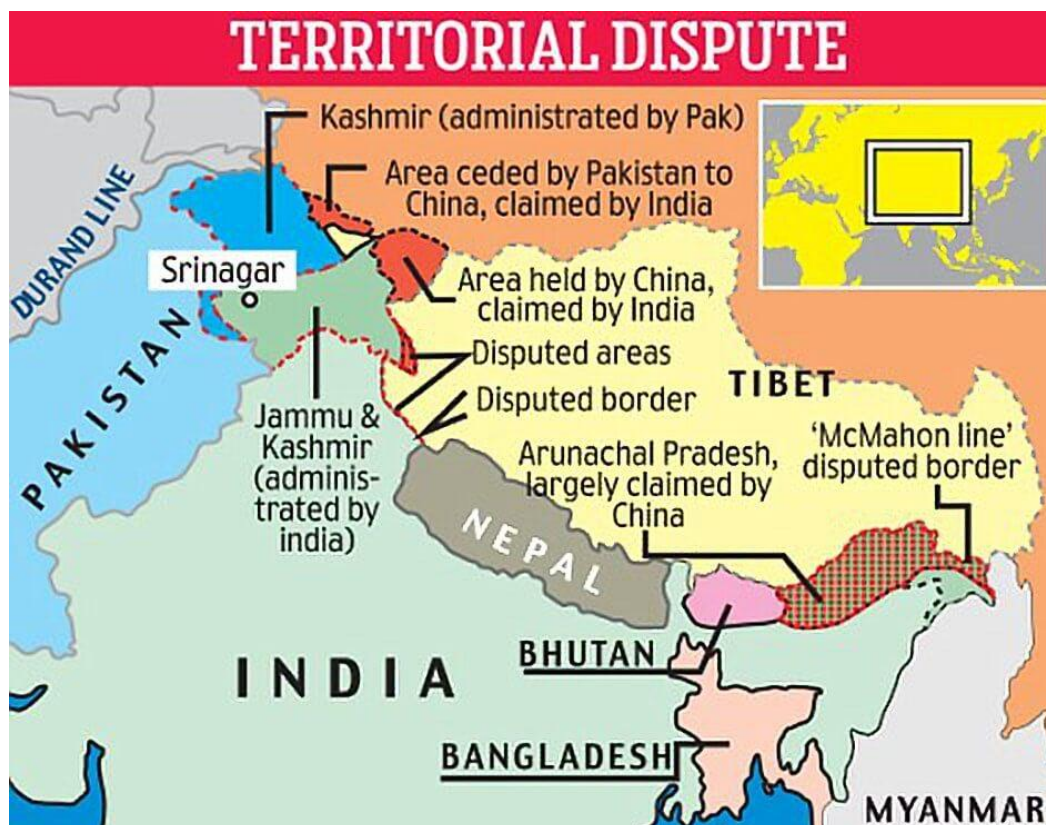 TERRITORIAL DISPUTE
Kashmir (administrated by Pak)
Area ceded by Pakistan to
China, claimed by India
DURAND LINE
Srinagar
Area held by China,
claimed by India
PAKISTAN
Disputed areas
TIBET
Disputed border
Jammu &
Kashmir
(adminis-
trated by
india)
'McMahon line'
disputed border
Arunachal Pradesh,
largely claimed by
China
NEPAL
BHUTAN
INDIA
BANGLADESH
MYANMAR